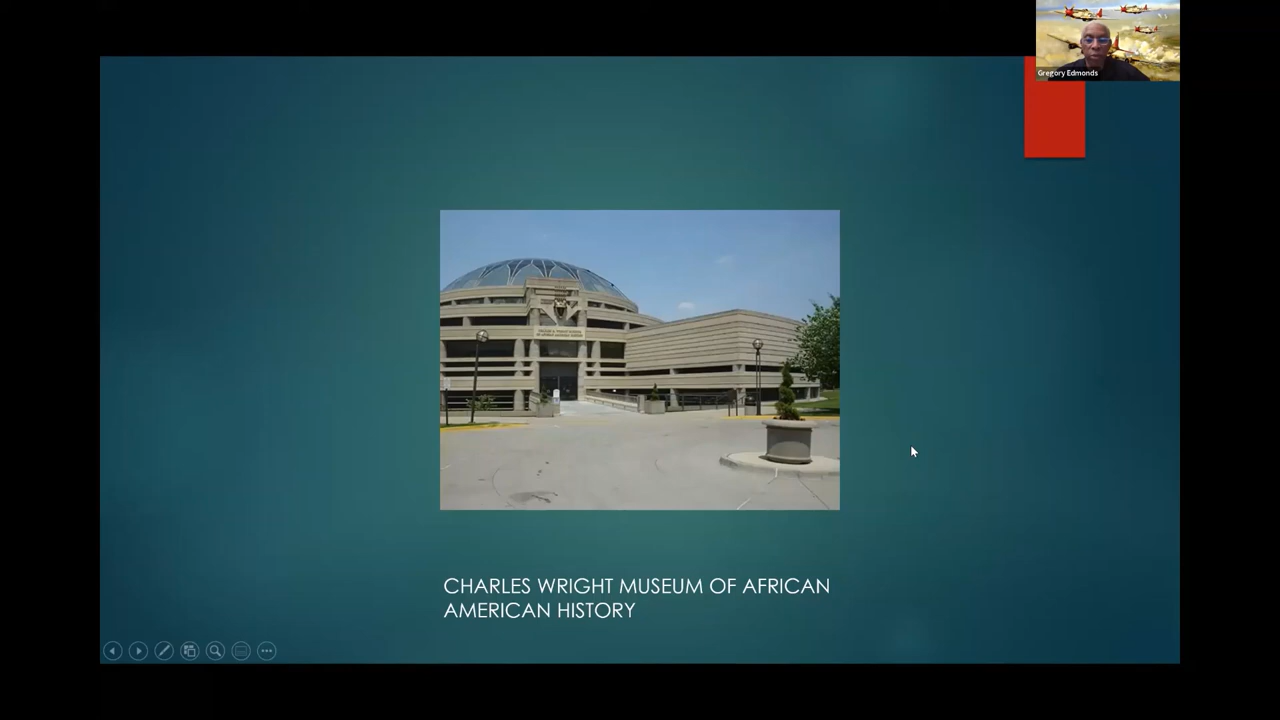 Gregory Edmonds
CHARLES WRIGHT MUSEUM OF AFRICAN
AMERICAN HISTORY